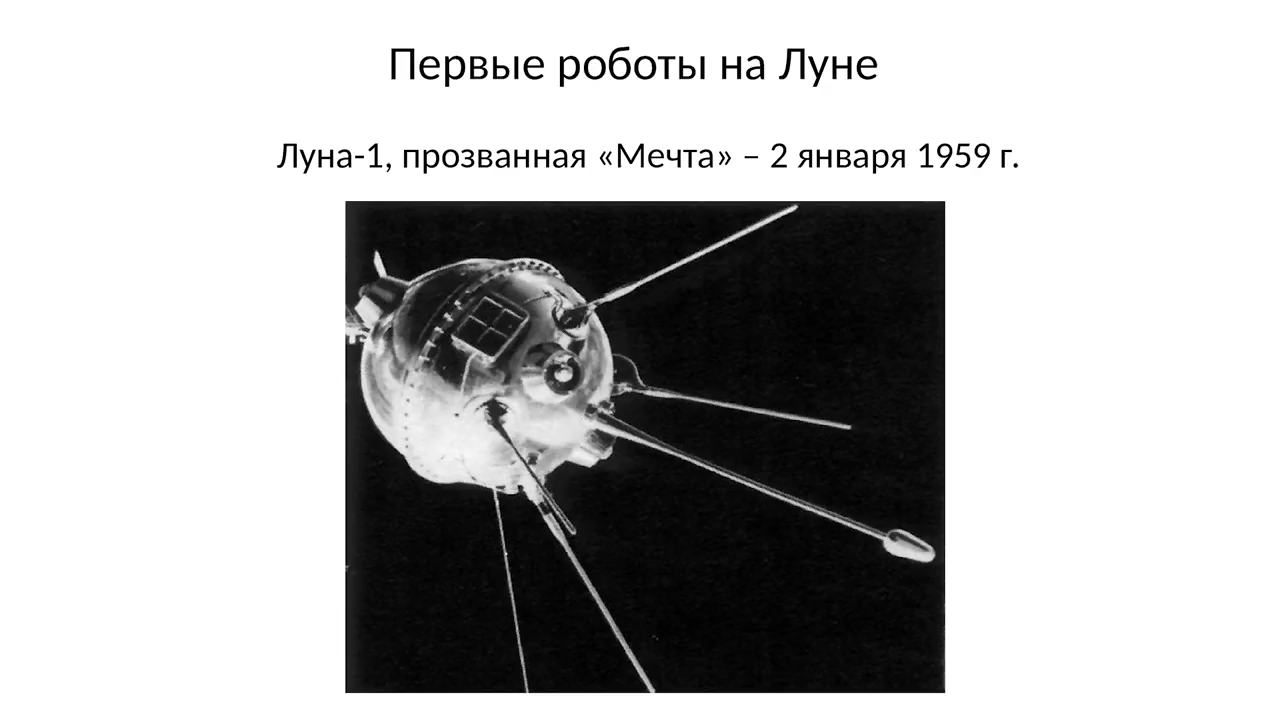 Первые роботы на Луне
Луна-1, прозванная «Мечта» – 2 января 1959 г.